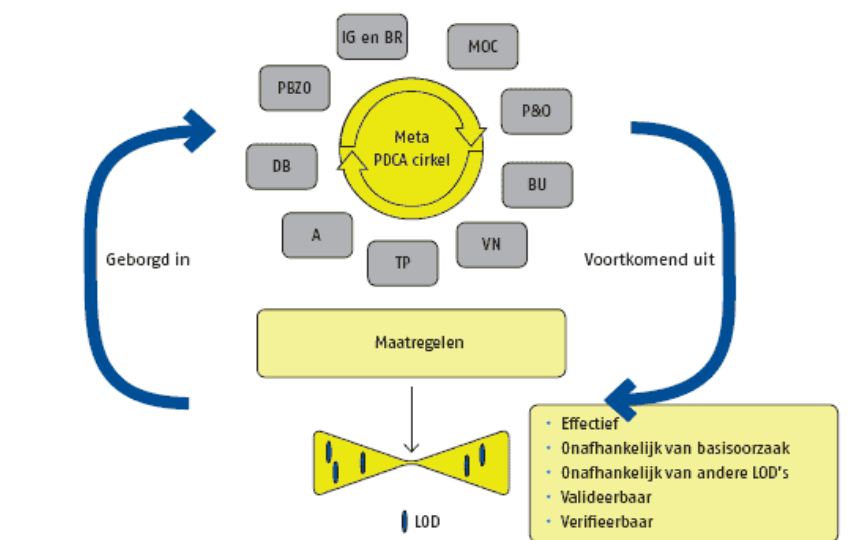 IG en BR
MOC
PBZO
P&O
Meta
PDCA cirkel
DB
BU
A
VN
TP
Geborgd in
Voortkomend uit
Maatregelen
• Effectief
• Onafhankelijk van basisoorzaak
• Onafhankelijk van andere LOD's
• Valideerbaar
• Verifieerbaar
LOD